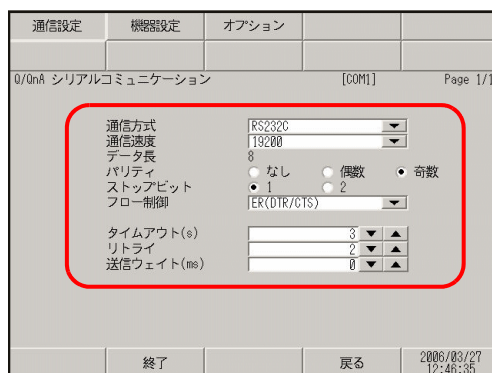 通信設定 機器設定 オプション
Q/QnA シリアルコミュニケーション [COM1] Page 1/1
通信方式 RS232C
通信速度 19200
データ長 8
パリティ なし 偶数 奇数
ストップビット 1 2
フロー制御 ER(DTR/CTS)
タイムアウト(s) 3
リトライ 2
送信ウェイト(ms) 0
終了 戻る 2006/03/27
12:46:35